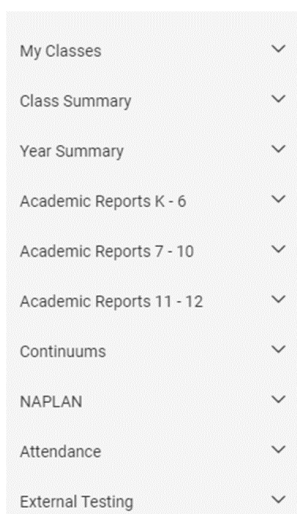 My Classes
Class Summary
Year Summary
Academic Reports K - 6
Academic Reports 7 - 10
Academic Reports 11 - 12
Continuums
NAPLAN
Attendance
External Testing